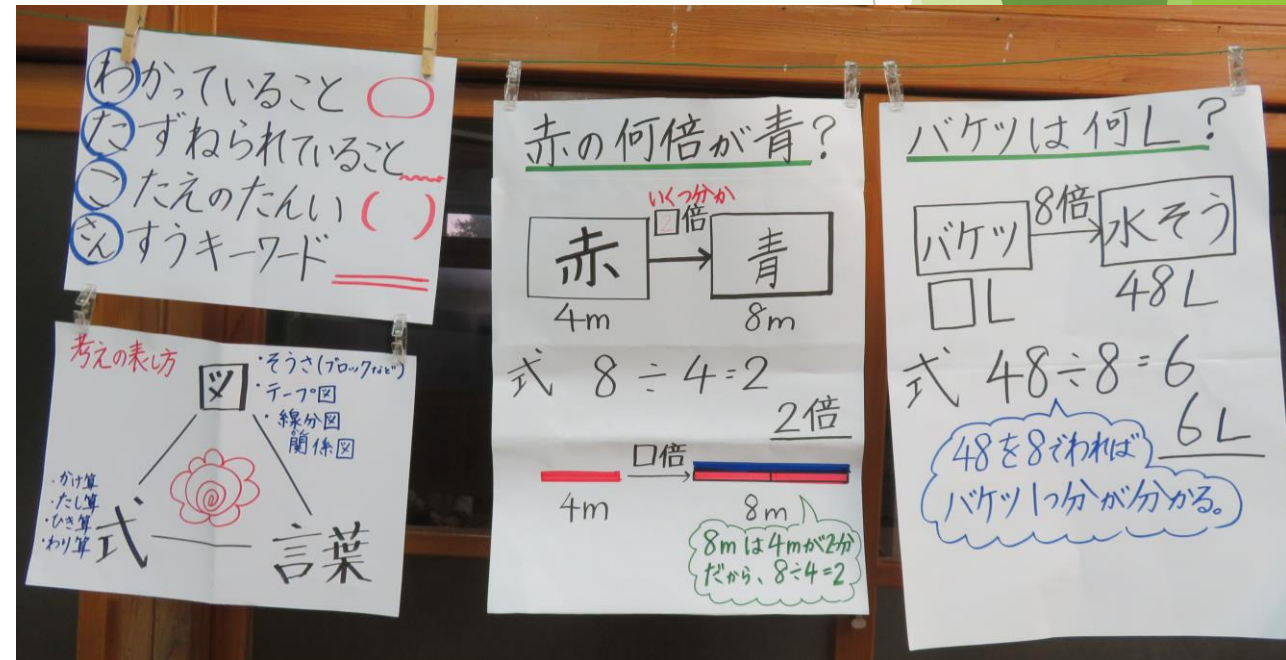 わかっていること
たずねられていること
こたえのたんい ( )
さんすうキーワード
考えの表し方
図
・そうさ(ブロックなど)
・テープ図
・線分図
関係図
・かけ算
・たし算
・ひき算
・わり算
式
言葉
赤の何倍が青?
いくつ分か
2倍
赤
青
4m
8m
式 8÷4=2
2倍
□倍
4m
8m
8mは4mが2分
だから、8÷4=2
バケツは何L?
バケツ
8倍
水そう
□L
48L
式 48÷8=6
6L
48を8でわれば
バケツ1つ分が分かる。